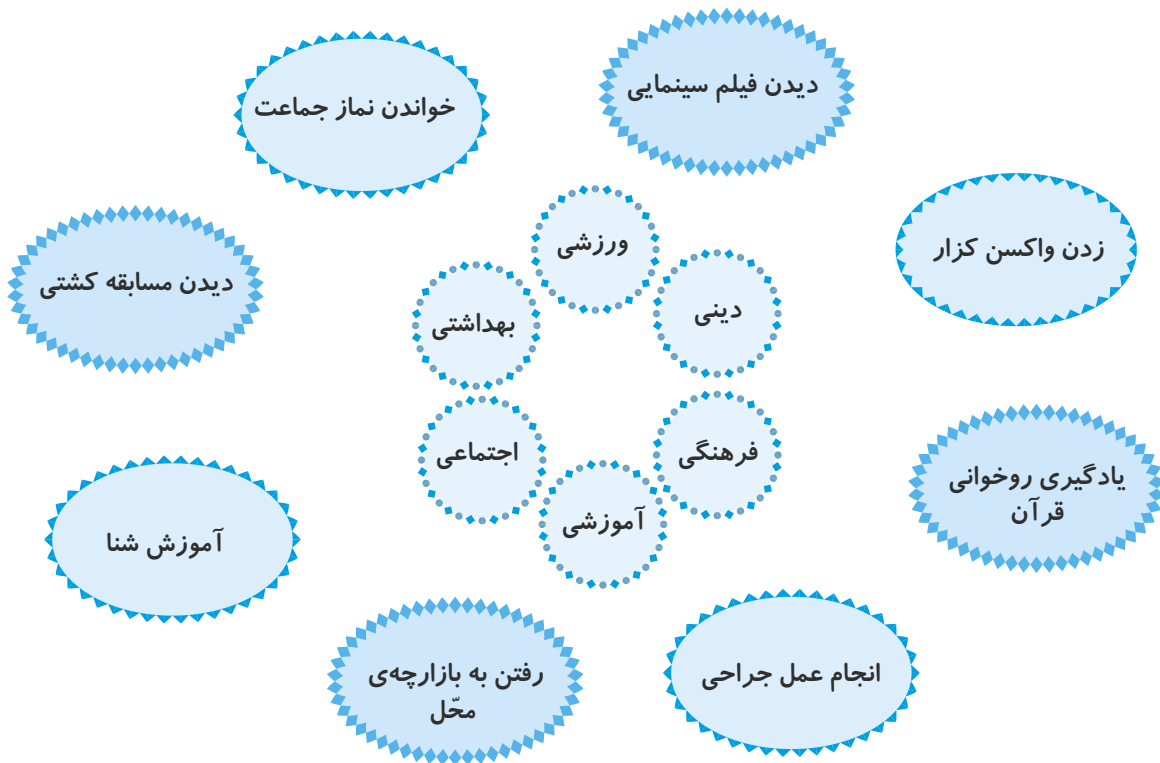 دیدن فیلم سینمایی
خواندن نماز جماعت
زدن واکسن کزار
دیدن مسابقه کشتی
ورزشی
دینی
بهداشتی
فرهنگی
اجتماعی
آموزشی
یادگیری روخوانی
قرآن
آموزش شنا
انجام عمل جراحی
رفتن به بازارچه‌ی
محّل